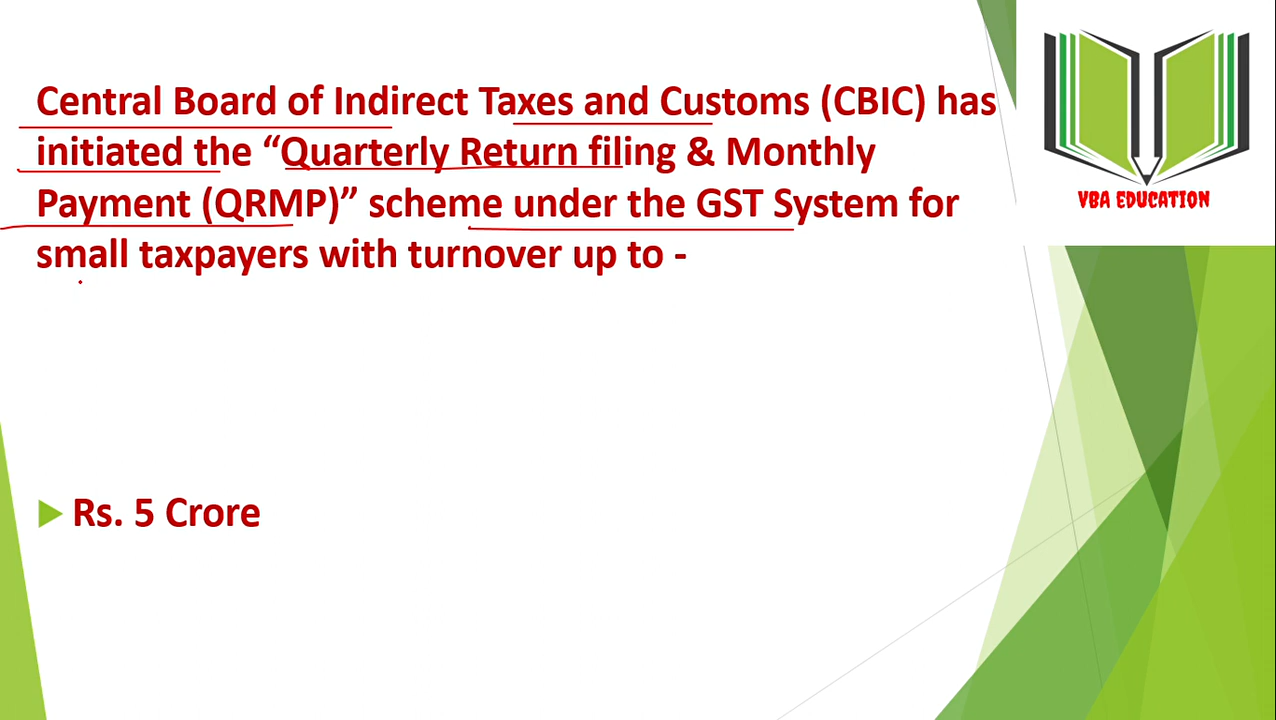 Central Board of Indirect Taxes and Customs (CBIC) has
initiated the “Quarterly Return filing & Monthly
Payment (QRMP)” scheme under the GST System for
small taxpayers with turnover up to -
Rs. 5 Crore
VBA EDUCATION